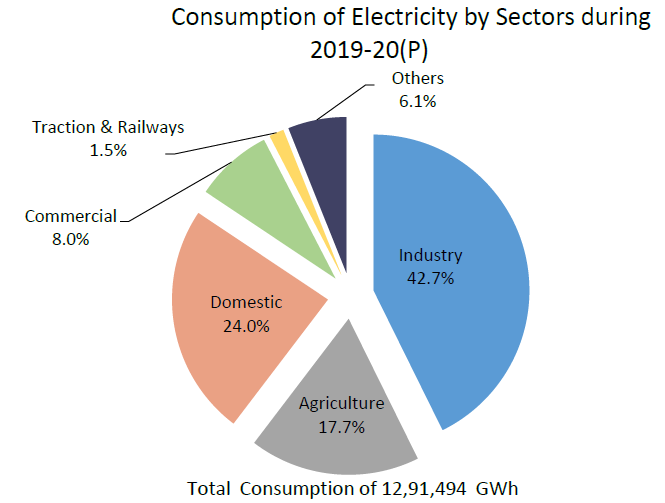 Consumption of Electricity by Sectors during
2019-20(P)
Others
6.1%
Traction & Railways
1.5%
Commercial
8.0%
Industry
42.7%
Domestic
24.0%
Agriculture
17.7%
Total Consumption of 12,91,494 GWh